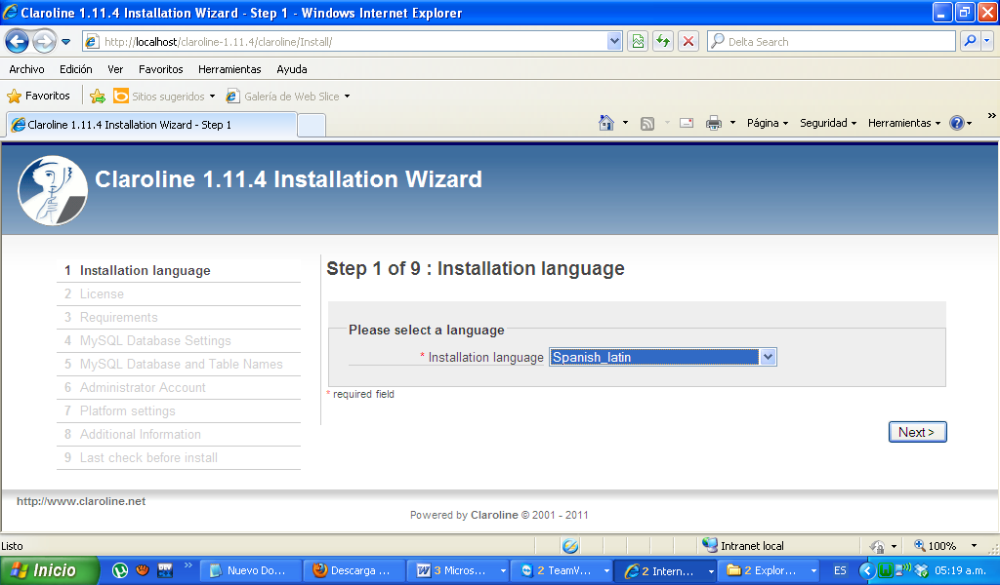 Claroline 1.11.4 Installation Wizard - Step 1 - Windows Internet Explorer
http://localhost/claroline-1.11.4/claroline/Install/
Delta Search
Archivo Edición Ver Favoritos Herramientas Ayuda
Favoritos Sitios sugeridos Galería de Web Slice
Claroline 1.11.4 Installation Wizard - Step 1
Página Seguridad Herramientas »
Claroline 1.11.4 Installation Wizard
1 Installation language
2 License
3 Requirements
4 MySQL Database Settings
5 MySQL Database and Table Names
6 Administrator Account
7 Platform settings
8 Additional Information
9 Last check before install
Step 1 of 9 : Installation language
Please select a language
* Installation language Spanish_latin
* required field
Next >
http://www.claroline.net
Powered by Claroline © 2001 - 2011
Listo Intranet local 100%
Inicio » Nuevo Do... Descarga ... 3 Micros... 2 TeamV... 2 Intern... 2 Explor... ES 05:19 a.m.